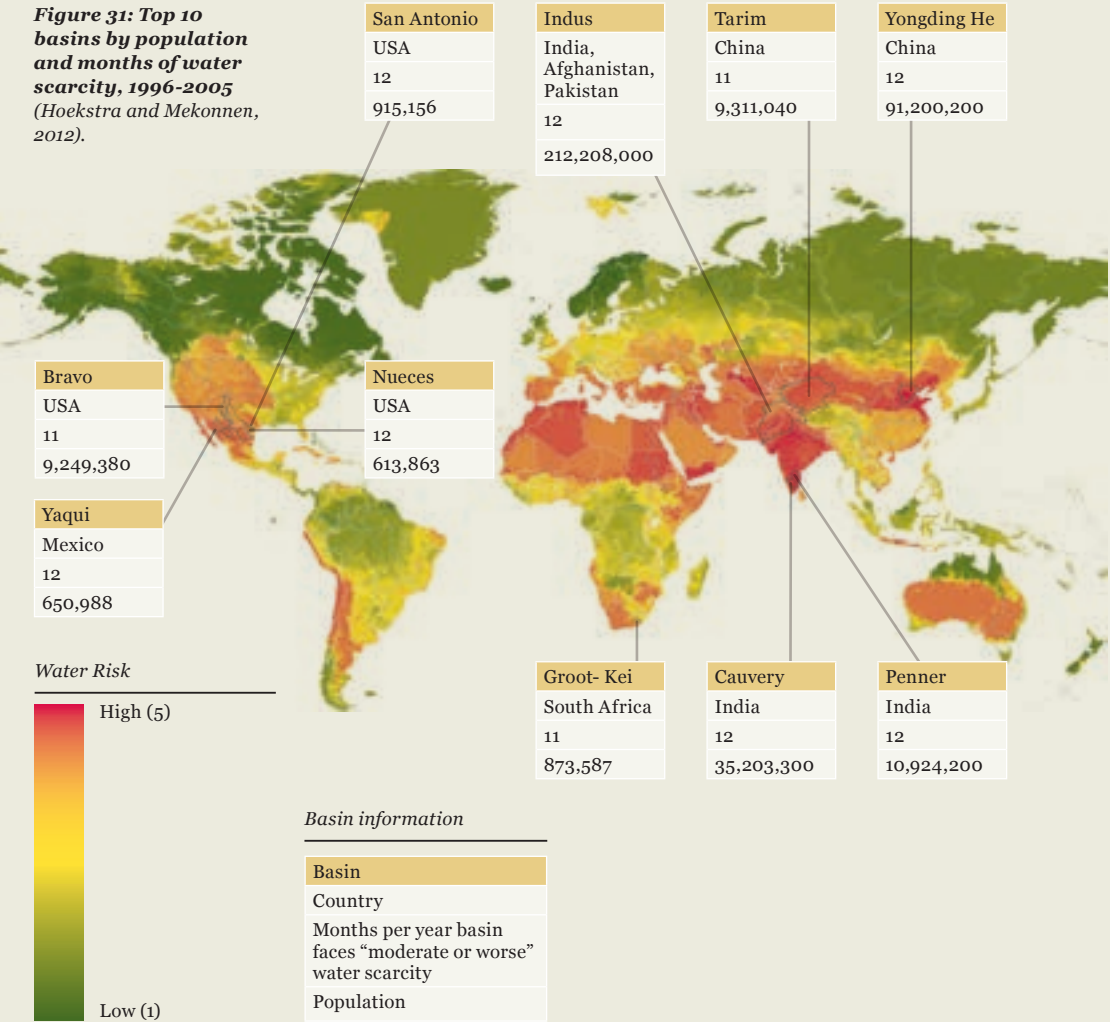 Figure 31: Top 10
basins by population
and months of water
scarcity, 1996-2005
(Hoekstra and Mekonnen,
2012).
San Antonio
USA
12
915,156
Indus
India,
Afghanistan,
Pakistan
12
212,208,000
Tarim
China
11
9,311,040
Yongding He
China
12
91,200,200
Bravo
USA
11
9,249,380
Nueces
USA
12
613,863
Yaqui
Mexico
12
650,988
Groot- Kei
South Africa
11
873,587
Cauvery
India
12
35,203,300
Penner
India
12
10,924,200
Water Risk
High (5)
Low (1)
Basin information
Basin
Country
Months per year basin
faces “moderate or worse”
water scarcity
Population